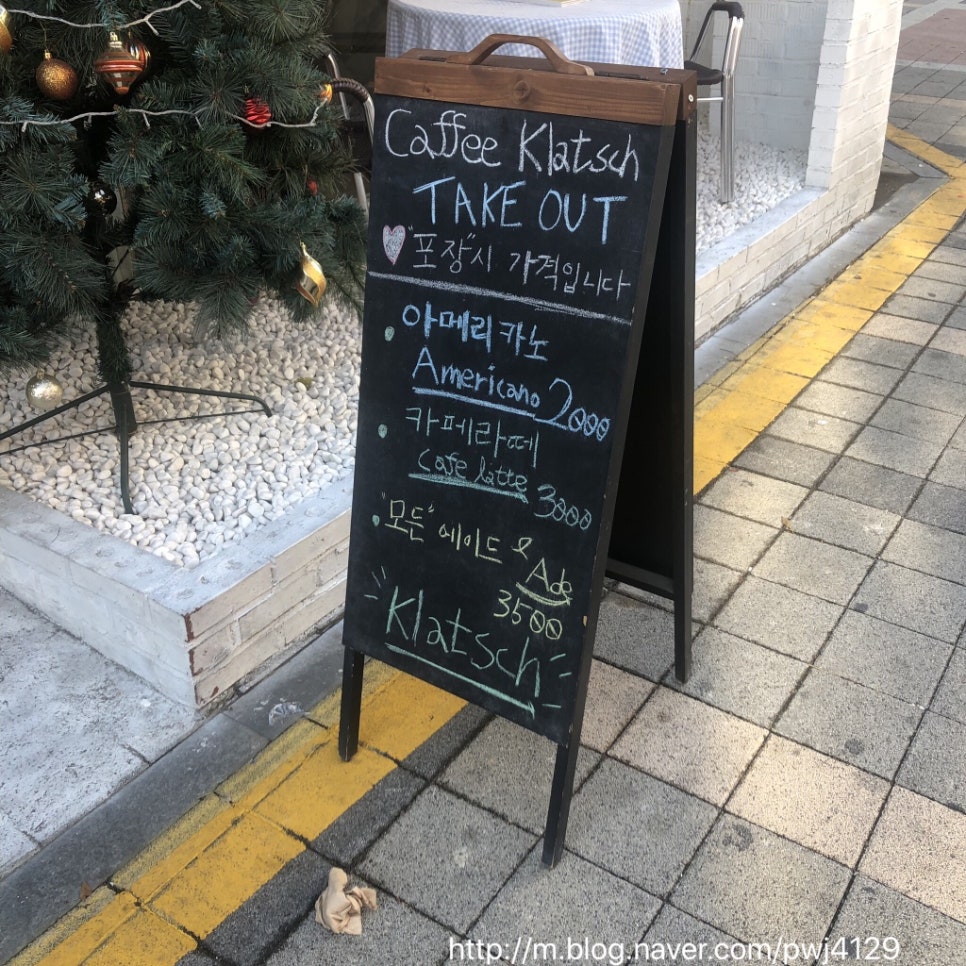 Caffee Klatsch
TAKE OUT
"포장"시 가격입니다
아메리카노
Americano 2000
카페라떼
Cafe latte 3000
"모든" 에이드
Ade
3500
Klatsch
http://m.blog.naver.com/pwj4129